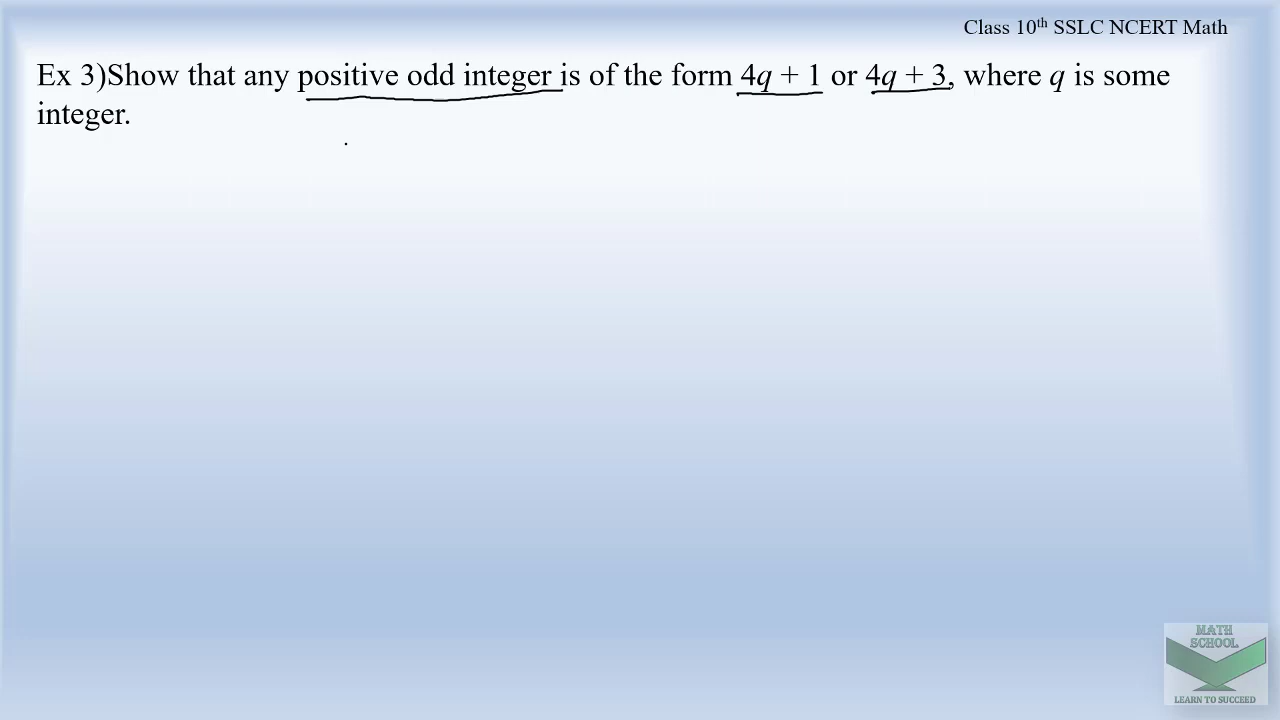 Class 10th SSLC NCERT Math
Ex 3)Show that any positive odd integer is of the form 4q + 1 or 4q + 3, where q is some
integer.
MATH
SCHOOL
LEARN TO SUCCEED